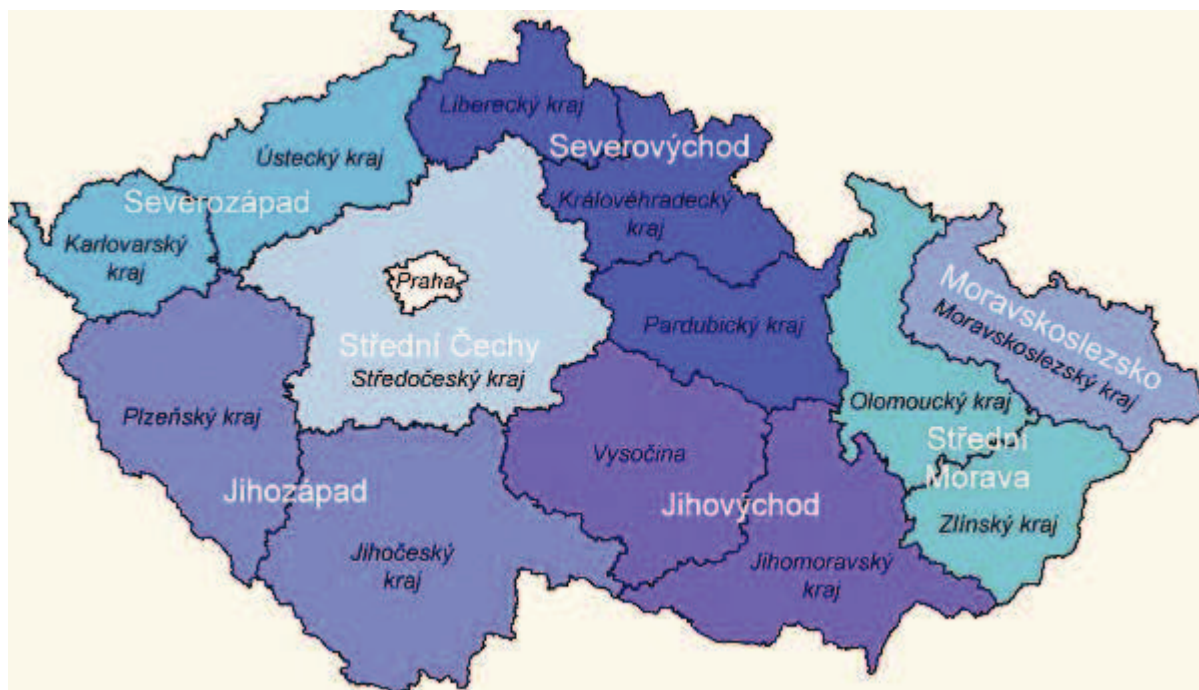 Liberecký kraj
Severovýchod
Ústecký kraj
Severozápad
Královéhradecký
kraj
Karlovarský
kraj
Praha
Moravskoslezsko
Moravskoslezský kraj
Pardubický kraj
Střední Čechy
Středočeský kraj
Plzeňský kraj
Olomoucký kraj
Střední
Morava
Vysočina
Jihozápad
Jihovýchod
Zlínský kraj
Jihočeský
kraj
Jihomoravský
kraj